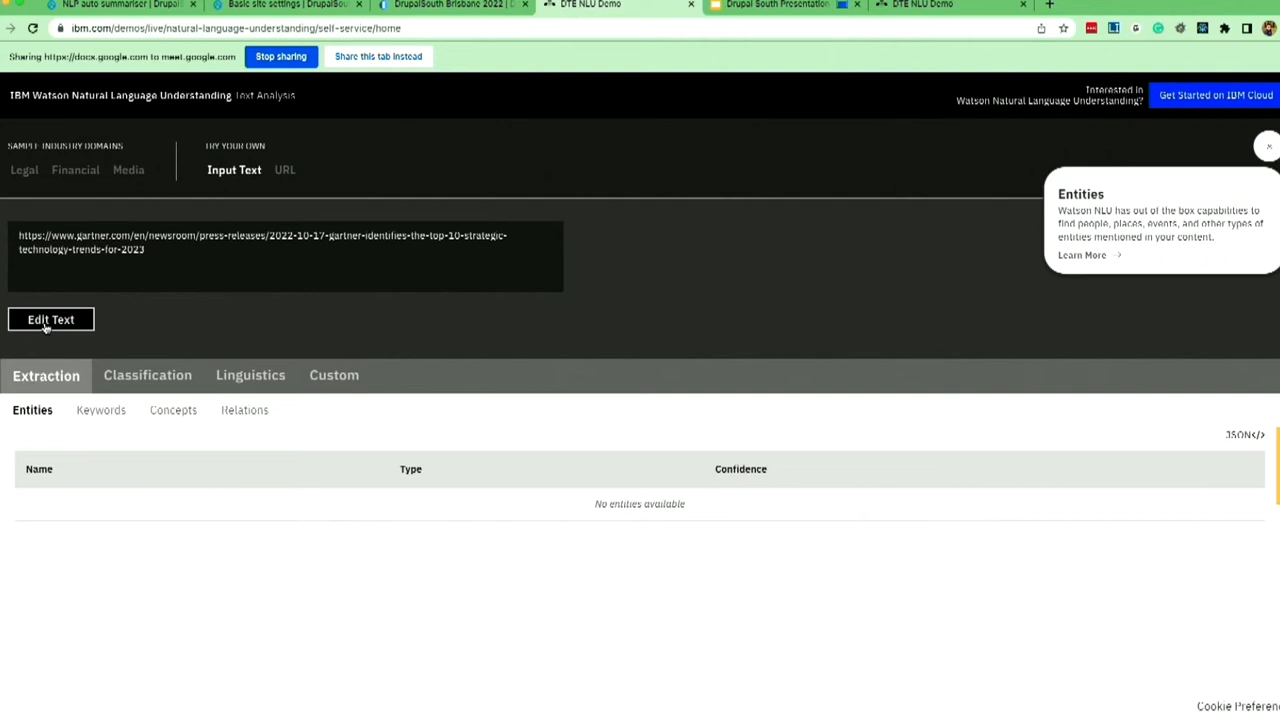 NLP auto summariser | Drupal
Basic site settings | DrupalSou
DrupalSouth Brisbane 2022 | D
DTE NLU Demo
Drupal South Presentation
DTE NLU Demo
ibm.com/demos/live/natural-language-understanding/self-service/home
Sharing https://docs.google.com to meet.google.com
Stop sharing
Share this tab instead
IBM Watson Natural Language Understanding Text Analysis
Interested in
Watson Natural Language Understanding?
Get Started on IBM Cloud
SAMPLE INDUSTRY DOMAINS
TRY YOUR OWN
Legal Financial Media
Input Text URL
Entities
Watson NLU has out of the box capabilities to
find people, places, events, and other types of
entities mentioned in your content.
Learn More →
https://www.gartner.com/en/newsroom/press-releases/2022-10-17-gartner-identifies-the-top-10-strategic-
technology-trends-for-2023
Edit Text
Extraction Classification Linguistics Custom
Entities Keywords Concepts Relations
JSON</>
Name Type Confidence
No entities available
Cookie Preferen